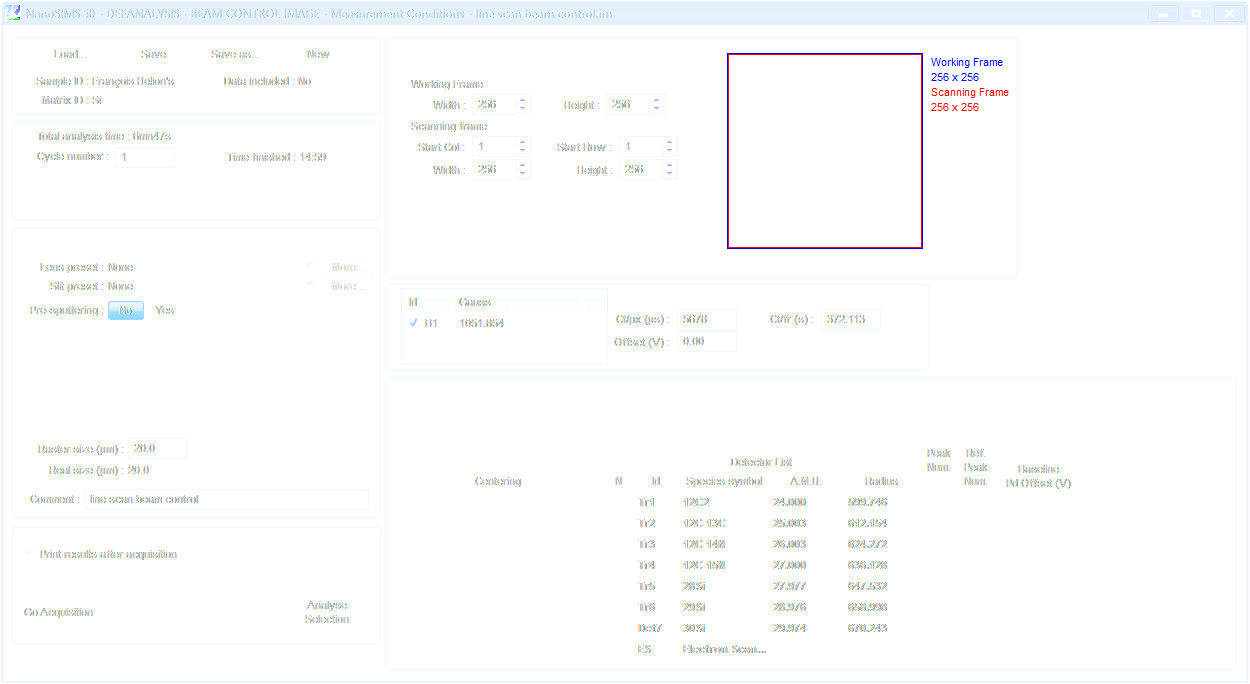 NanoSIMS 50 - DEFANALYSIS - BEAM CONTROL IMAGE - Measurement Conditions - line scan beam control.im
Load... Save Save as... New
Sample ID : François Helion's Data included : No
Matrix ID : Si
Total analysis time : 6mn47s
Cycle number : 1 Time finished : 14:59
Lens preset : None More...
Slit preset : None More...
Pre-sputtering : No Yes
Raster size (µm) : 20.0
Real size (µm) : 20.0
Comment : line scan beam control
Print results after acquisition
Go Acquisition Analyse
Selection
Working Frame
Width : 256 Height : 256
Scanning frame
Start Col : 1 Start Row : 1
Width : 256 Height : 256
Working Frame
256 x 256
Scanning Frame
256 x 256
Id Gauss
B1 1051.854
Ct/px (µs) : 5678 Ct/fr (s) : 372.113
Offset (V) : 0.00
Detector List
Centering N Id Species symbol A.M.U. Radius Peak Num. Ref. Peak Num. Baseline Pd Offset (V)
Tr1 12C2 24.000 599.746
Tr2 12C 13C 25.003 612.154
Tr3 12C 14N 26.003 624.272
Tr4 12C 15N 27.000 636.128
Tr5 28Si 27.977 647.532
Tr6 29Si 28.976 658.998
Det7 30Si 29.974 670.243
ES Electron Scan...